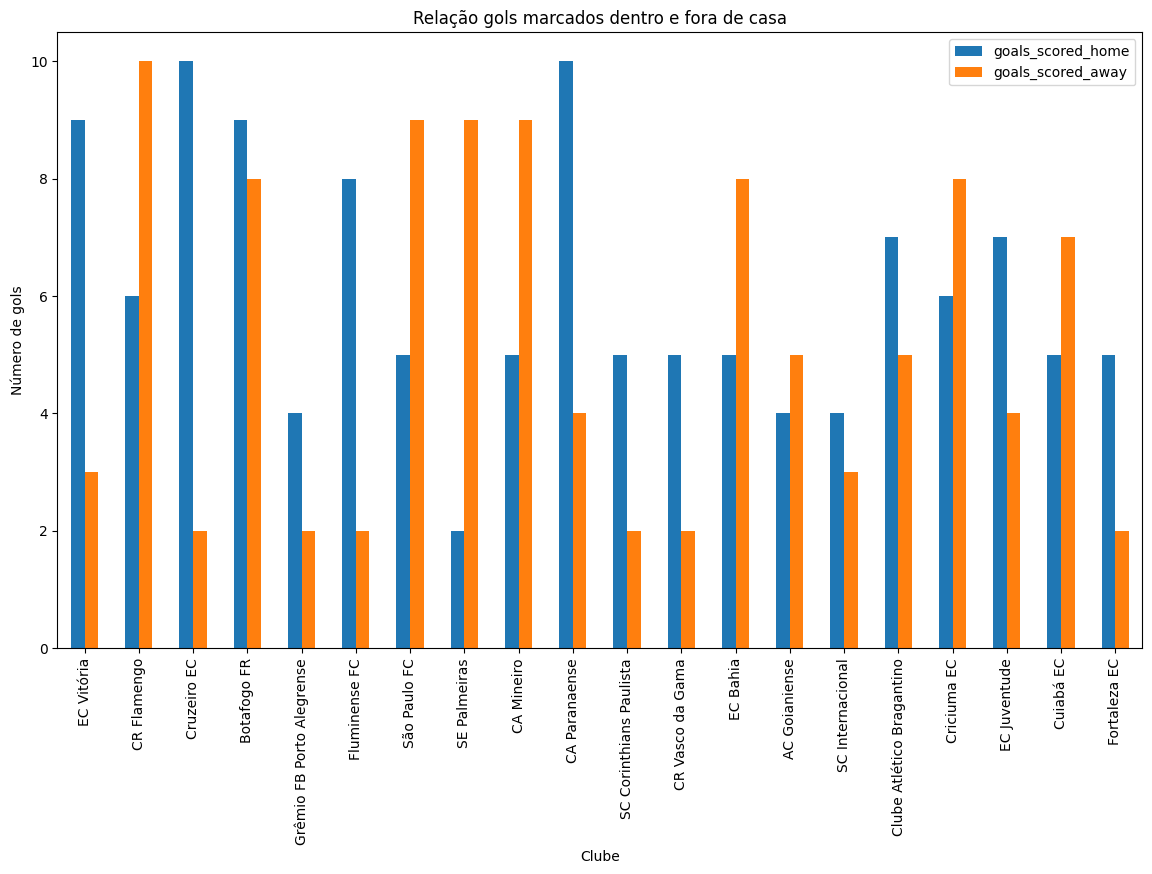 Relação gols marcados dentro e fora de casa
goals_scored_home
goals_scored_away
Número de gols
10
8
6
4
2
0
EC Vitória
CR Flamengo
Cruzeiro EC
Botafogo FR
Grêmio FB Porto Alegrense
Fluminense FC
São Paulo FC
SE Palmeiras
CA Mineiro
CA Paranaense
SC Corinthians Paulista
CR Vasco da Gama
EC Bahia
AC Goianiense
SC Internacional
Clube Atlético Bragantino
Criciuma EC
EC Juventude
Cuiabá EC
Fortaleza EC
Clube